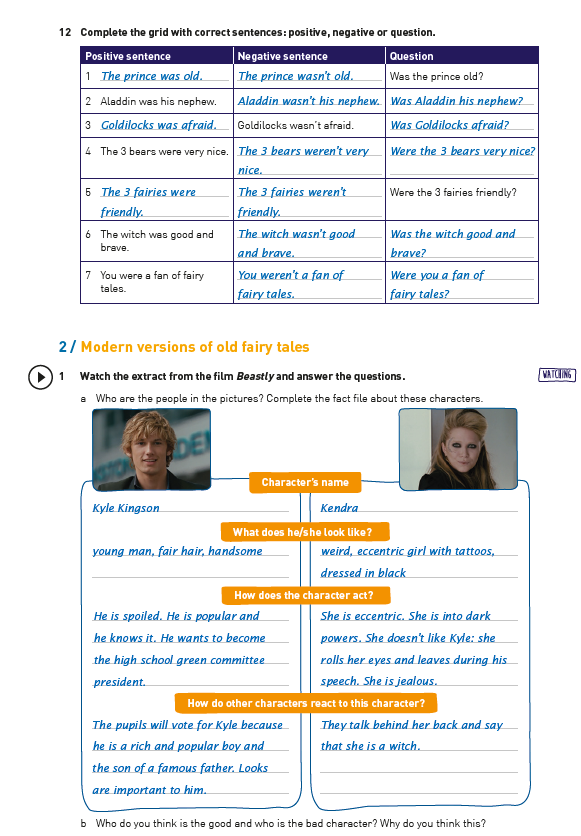 12 Complete the grid with correct sentences: positive, negative or question.
Positive sentence Negative sentence Question
1 The prince was old. The prince wasn't old. Was the prince old?
2 Aladdin was his nephew. Aladdin wasn't his nephew. Was Aladdin his nephew?
3 Goldilocks was afraid. Goldilocks wasn't afraid. Was Goldilocks afraid?
4 The 3 bears were very nice. The 3 bears weren't very Were the 3 bears very nice?
nice.
5 The 3 fairies were The 3 fairies weren't Were the 3 fairies friendly?
friendly. friendly.
6 The witch was good and The witch wasn't good Was the witch good and
brave. and brave. brave?
7 You were a fan of fairy You weren't a fan of Were you a fan of
tales. fairy tales. fairy tales?
2 / Modern versions of old fairy tales
1 Watch the extract from the film Beastly and answer the questions. WATCHING
a Who are the people in the pictures? Complete the fact file about these characters.
Character's name
Kyle Kingson Kendra
What does he/she look like?
young man, fair hair, handsome weird, eccentric girl with tattoos,
dressed in black
How does the character act?
He is spoiled. He is popular and She is eccentric. She is into dark
he knows it. He wants to become powers. She doesn't like Kyle: she
the high school green committee rolls her eyes and leaves during his
president. speech. She is jealous.
How do other characters react to this character?
The pupils will vote for Kyle because They talk behind her back and say
he is a rich and popular boy and that she is a witch.
the son of a famous father. Looks
are important to him.
b Who do you think is the good and who is the bad character? Why do you think this?